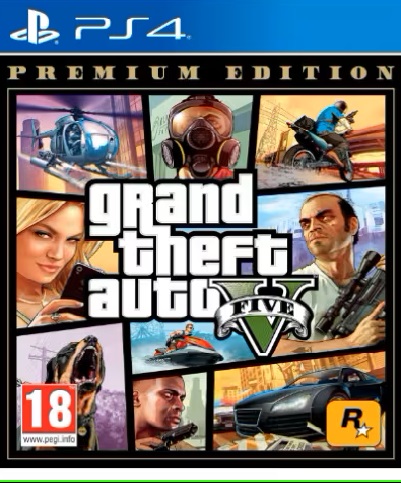 PS4
PREMIUM EDITION
grand
theft
auto
V
FIVE
18
www.pegi.info
R